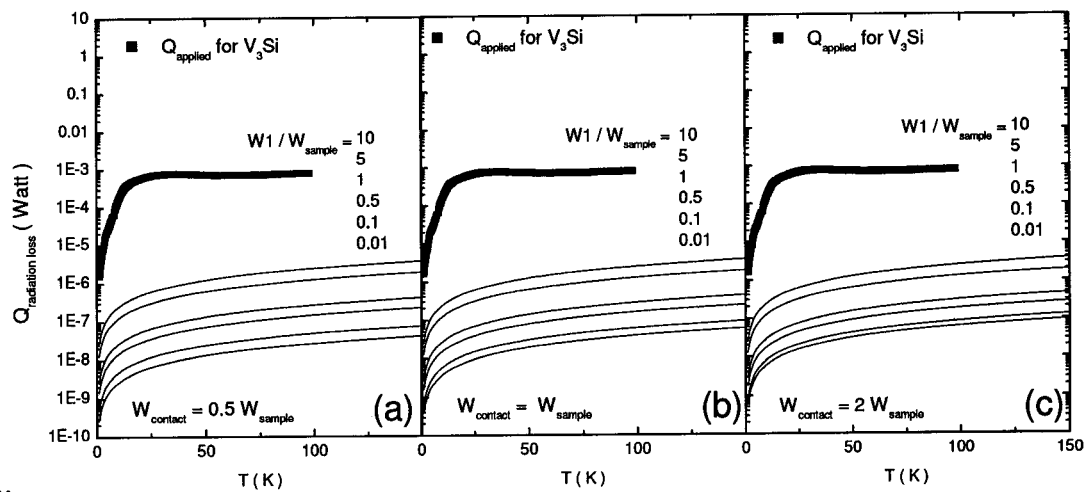 Q_radiation loss ( Watt )
10
1
0.1
0.01
1E-3
1E-4
1E-5
1E-6
1E-7
1E-8
1E-9
1E-10
■ Q_applied for V_3Si
W1 / W_sample = 10
5
1
0.5
0.1
0.01
W_contact = 0.5 W_sample
(a)
0 50 100
T ( K )
■ Q_applied for V_3Si
W1 / W_sample = 10
5
1
0.5
0.1
0.01
W_contact = W_sample
(b)
0 50 100
T ( K )
■ Q_applied for V_3Si
W1 / W_sample = 10
5
1
0.5
0.1
0.01
W_contact = 2 W_sample
(c)
0 50 100 150
T ( K )